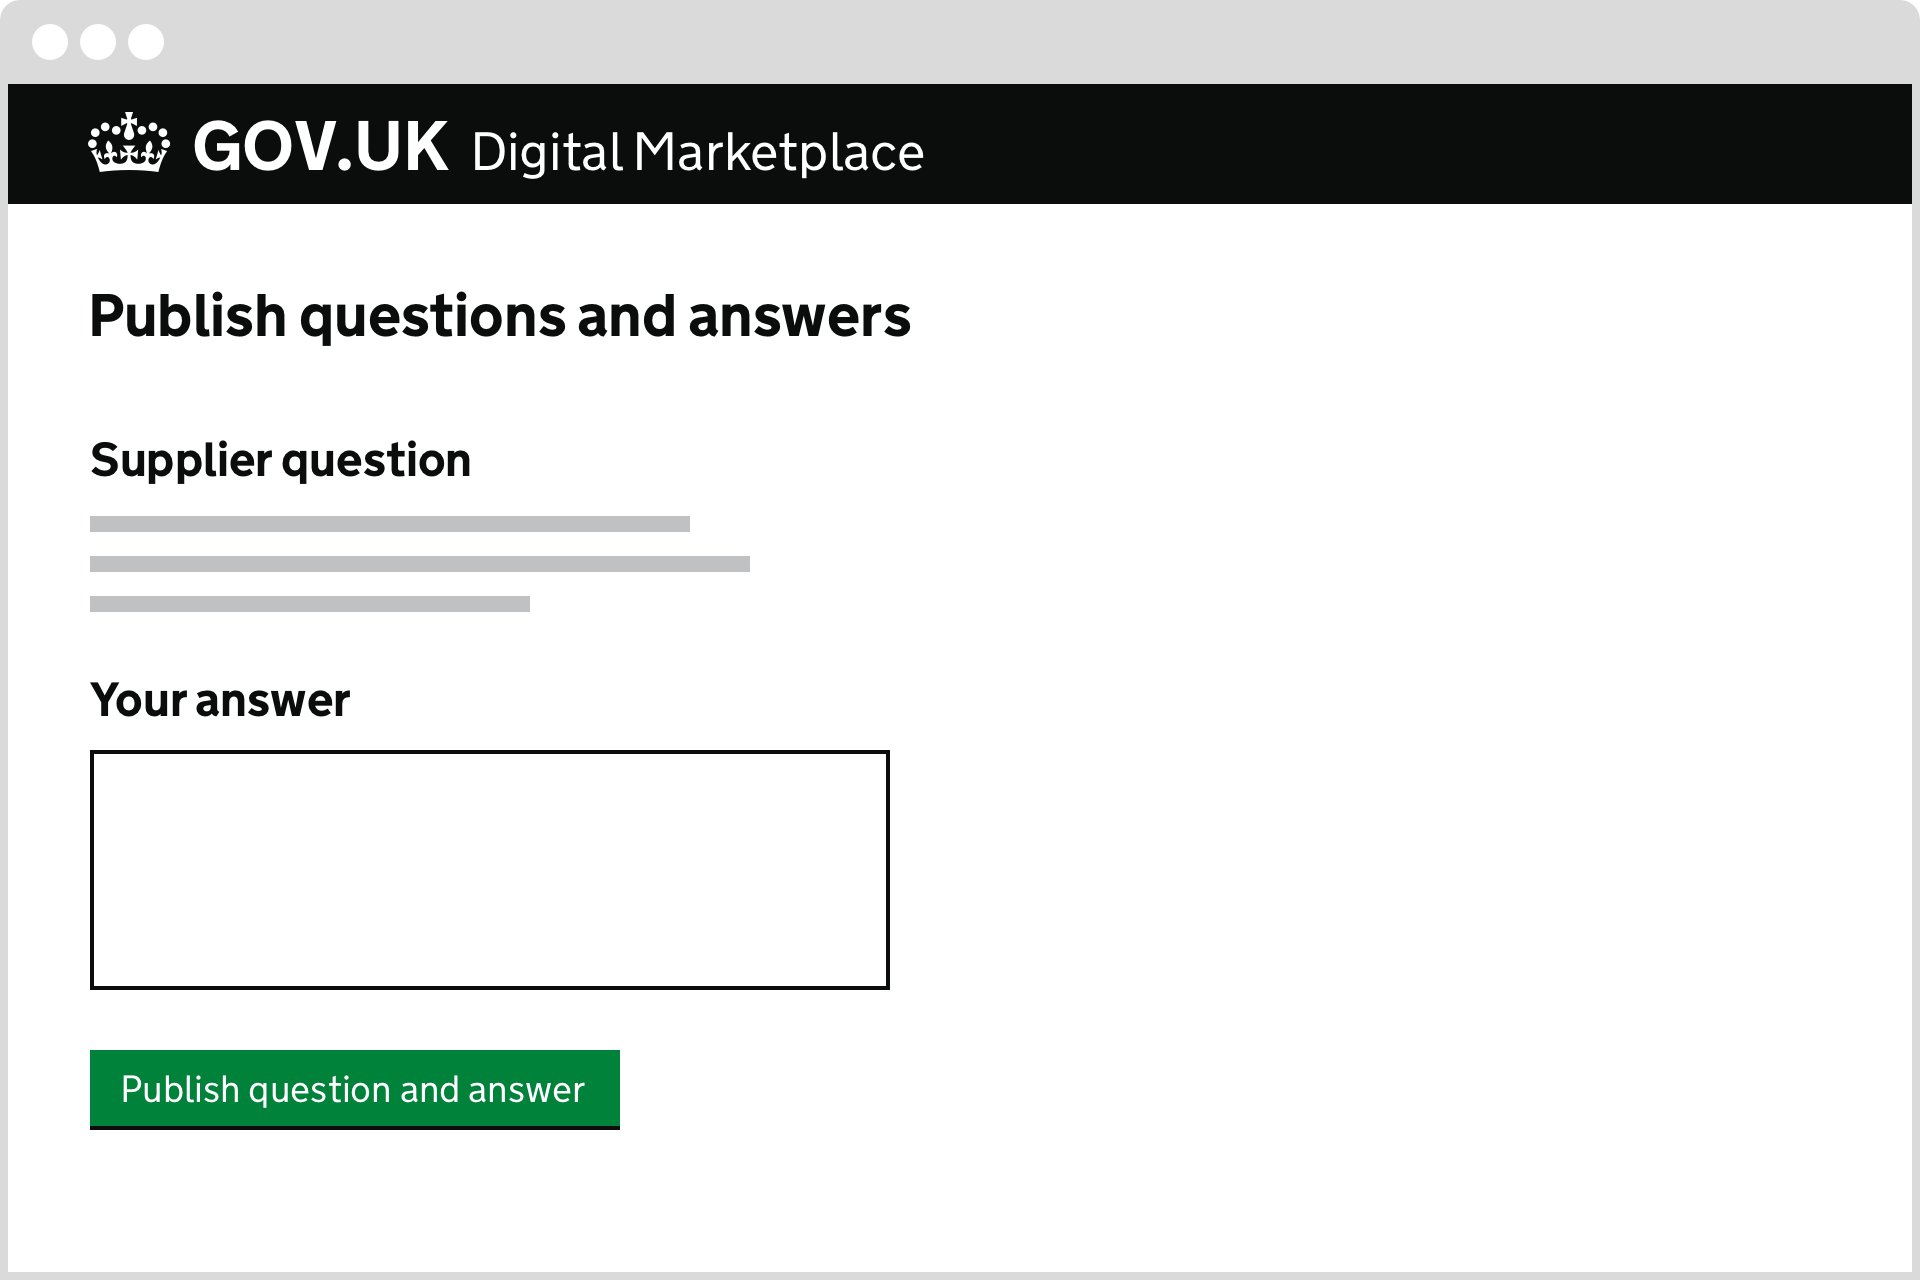 GOV.UK Digital Marketplace
Publish questions and answers
Supplier question
Your answer
Publish question and answer